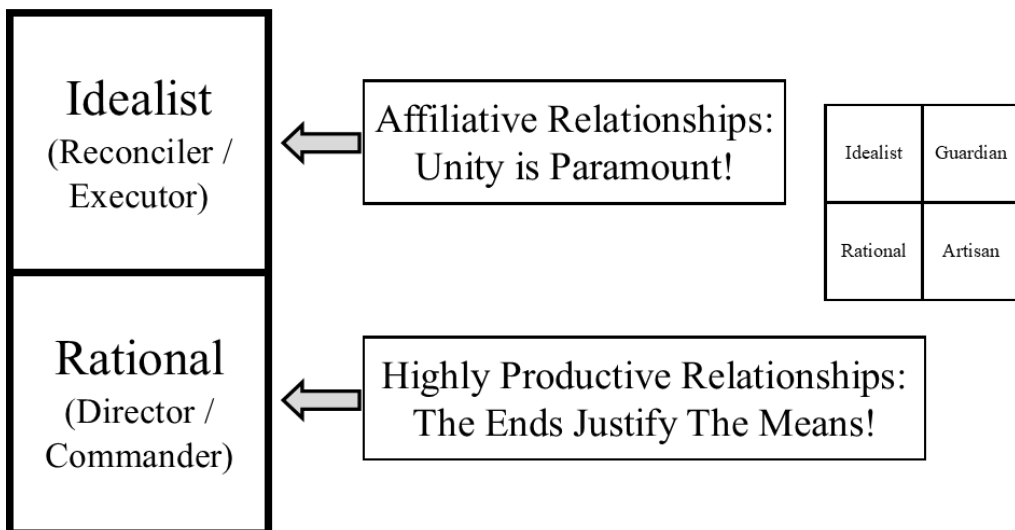 Idealist
(Reconciler /
Executor)
Affiliative Relationships:
Unity is Paramount!
Idealist
Guardian
Rational
Artisan
Rational
(Director /
Commander)
Highly Productive Relationships:
The Ends Justify The Means!